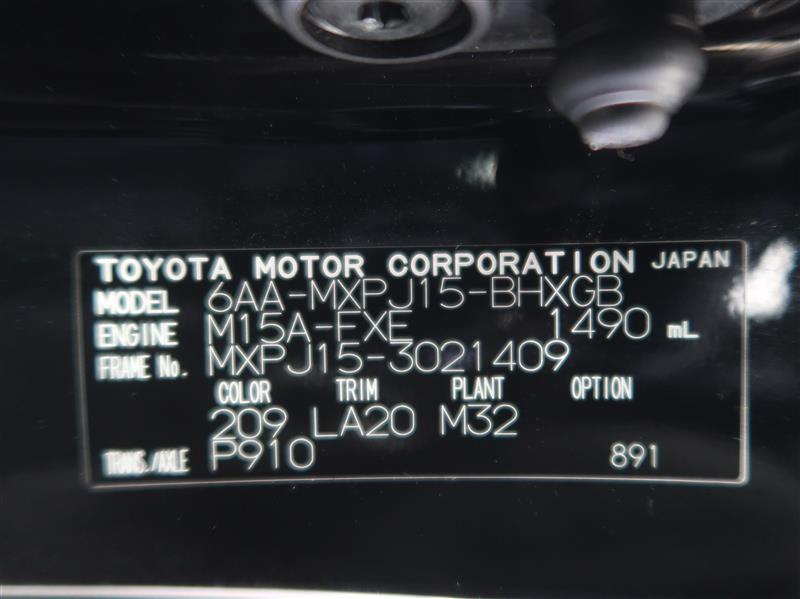 TOYOTA MOTOR CORPORATION JAPAN
MODEL 6AA-MXPJ15-BHXGB
ENGINE M15A-FXE 1490 mL
FRAME No. MXPJ15-3021409
COLOR TRIM PLANT OPTION
209 LA20 M32
TRANS./AXLE P910 891